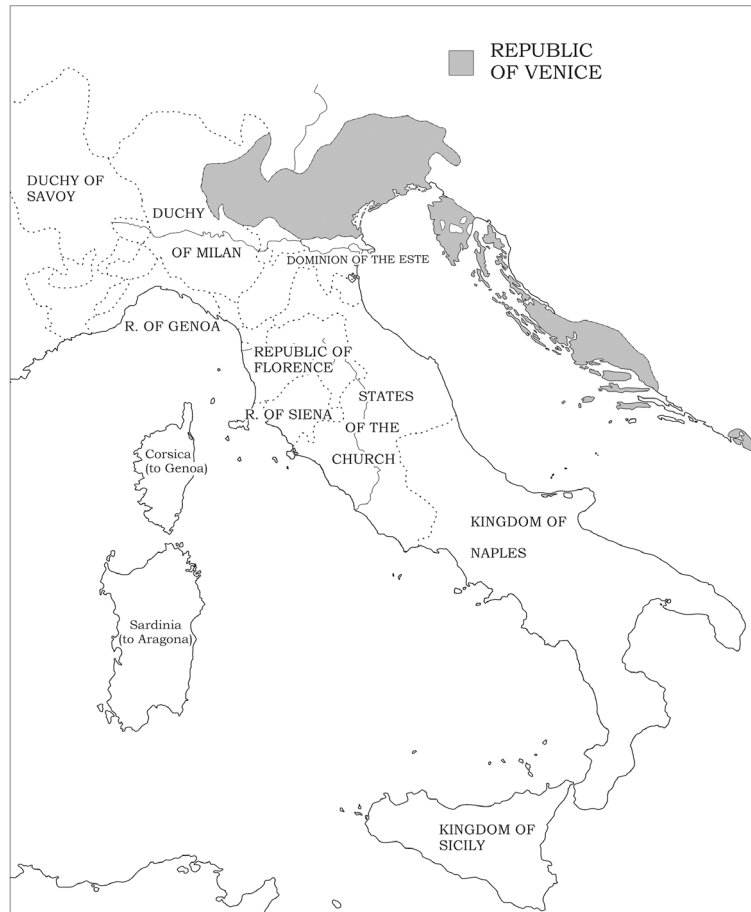 REPUBLIC
OF VENICE
DUCHY OF
SAVOY
DUCHY
OF MILAN
DOMINION OF THE ESTE
R. OF GENOA
REPUBLIC OF
FLORENCE
STATES
R. OF SIENA
OF THE
CHURCH
Corsica
(to Genoa)
KINGDOM OF
NAPLES
Sardinia
(to Aragona)
KINGDOM OF
SICILY